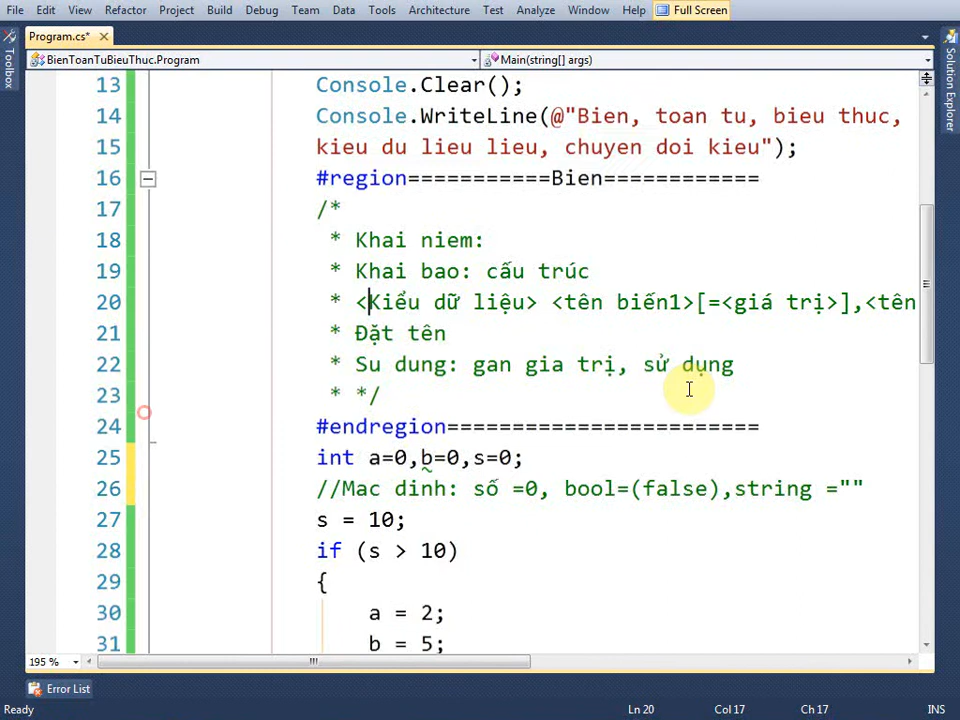 File Edit View Refactor Project Build Debug Team Data Tools Architecture Test Analyze Window Help Full Screen
Program.cs*
BienToanTuBieuThuc.Program Main(string[] args)
Toolbox
Solution Explorer
13 Console.Clear();
14 Console.WriteLine(@"Bien, toan tu, bieu thuc,
15 kieu du lieu lieu, chuyen doi kieu");
16 #region===========Bien============
17 /*
18 * Khai niem:
19 * Khai bao: cấu trúc
20 * <Kiểu dữ liệu> <tên biến1>[=<giá trị>],<tên
21 * Đặt tên
22 * Su dung: gan gia trị, sử dụng
23 * */
24 #endregion========================
25 int a=0,b=0,s=0;
26 //Mac dinh: số =0, bool=(false),string =""
27 s = 10;
28 if (s > 10)
29 {
30 a = 2;
31 b = 5;
195 %
Error List
Ready Ln 20 Col 17 Ch 17 INS